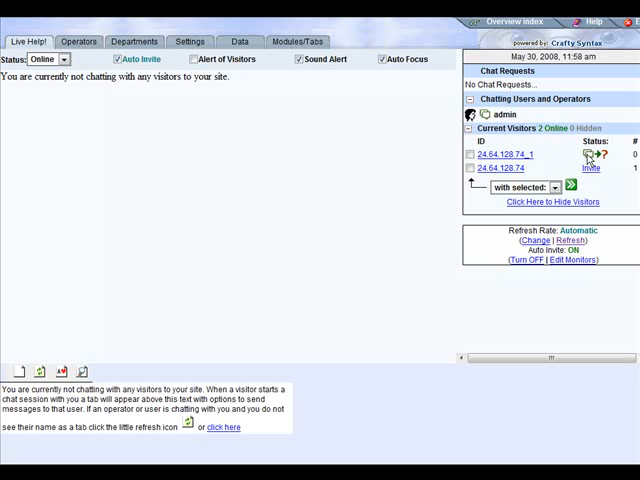 Overview index Help E
Live Help! Operators Departments Settings Data Modules/Tabs
powered by: Crafty Syntax
Status: Online Auto Invite Alert of Visitors Sound Alert Auto Focus
May 30, 2008, 11:58 am
You are currently not chatting with any visitors to your site.
Chat Requests
No Chat Requests...
Chatting Users and Operators
admin
Current Visitors 2 Online 0 Hidden
ID Status: #
24.64.128.74_1 ? 0
24.64.128.74 Invite 1
with selected:
Click Here to Hide Visitors
Refresh Rate: Automatic
(Change | Refresh)
Auto Invite: ON
(Turn OFF | Edit Monitors)
You are currently not chatting with any visitors to your site. When a visitor starts a
chat session with you a tab will appear above this text with options to send
messages to that user. If an operator or user is chatting with you and you do not
see their name as a tab click the little refresh icon or click here